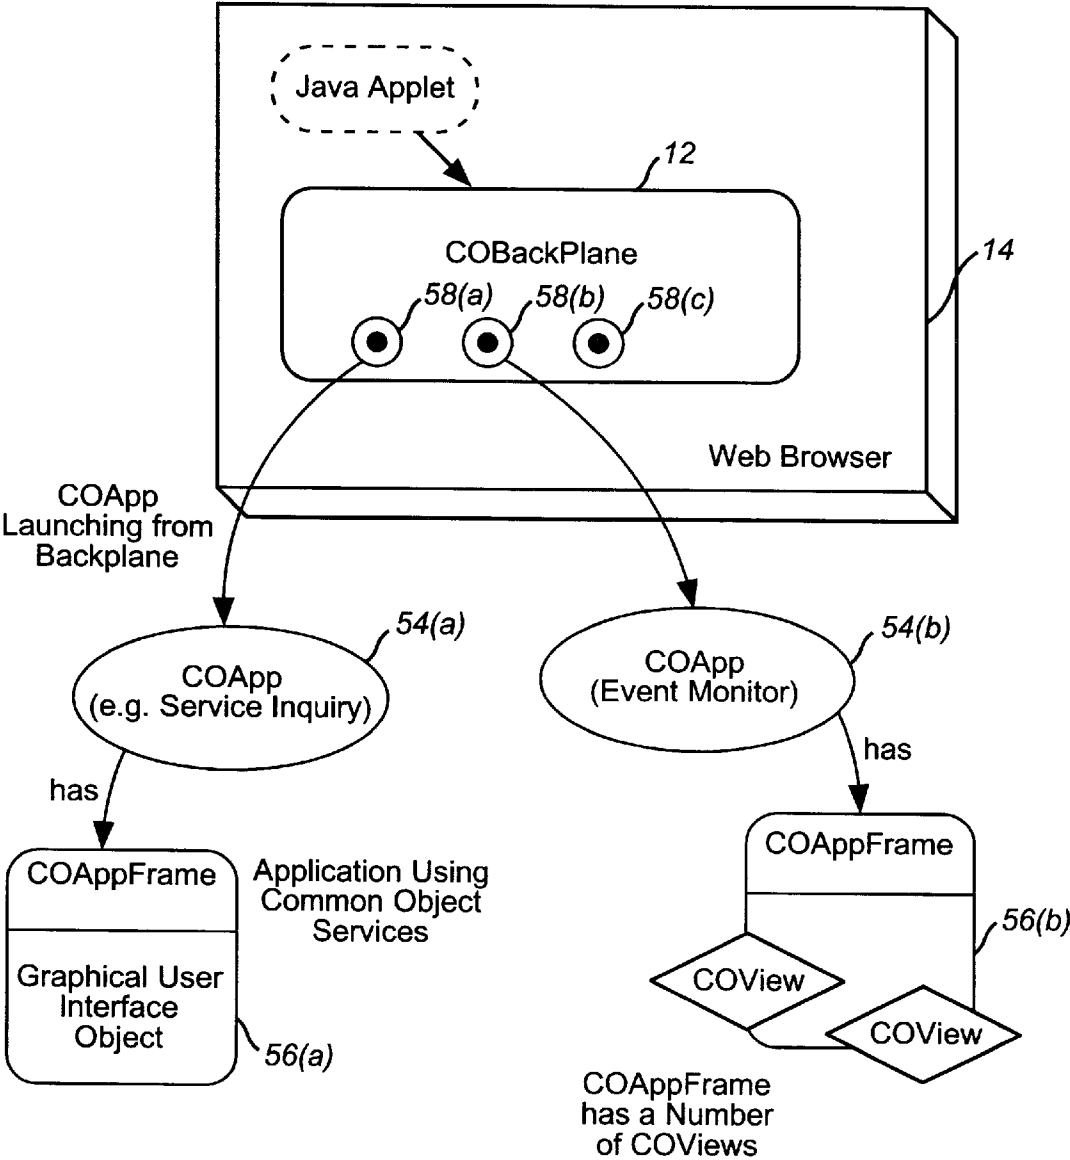 Java Applet
12
COBackPlane
14
58(a)
58(b)
58(c)
Web Browser
COApp
Launching from
Backplane
54(a)
54(b)
COApp
(e.g. Service Inquiry)
COApp
(Event Monitor)
has
has
COAppFrame
Graphical User
Interface
Object
56(a)
Application Using
Common Object
Services
COAppFrame
56(b)
COView
COView
COAppFrame
has a Number
of COViews